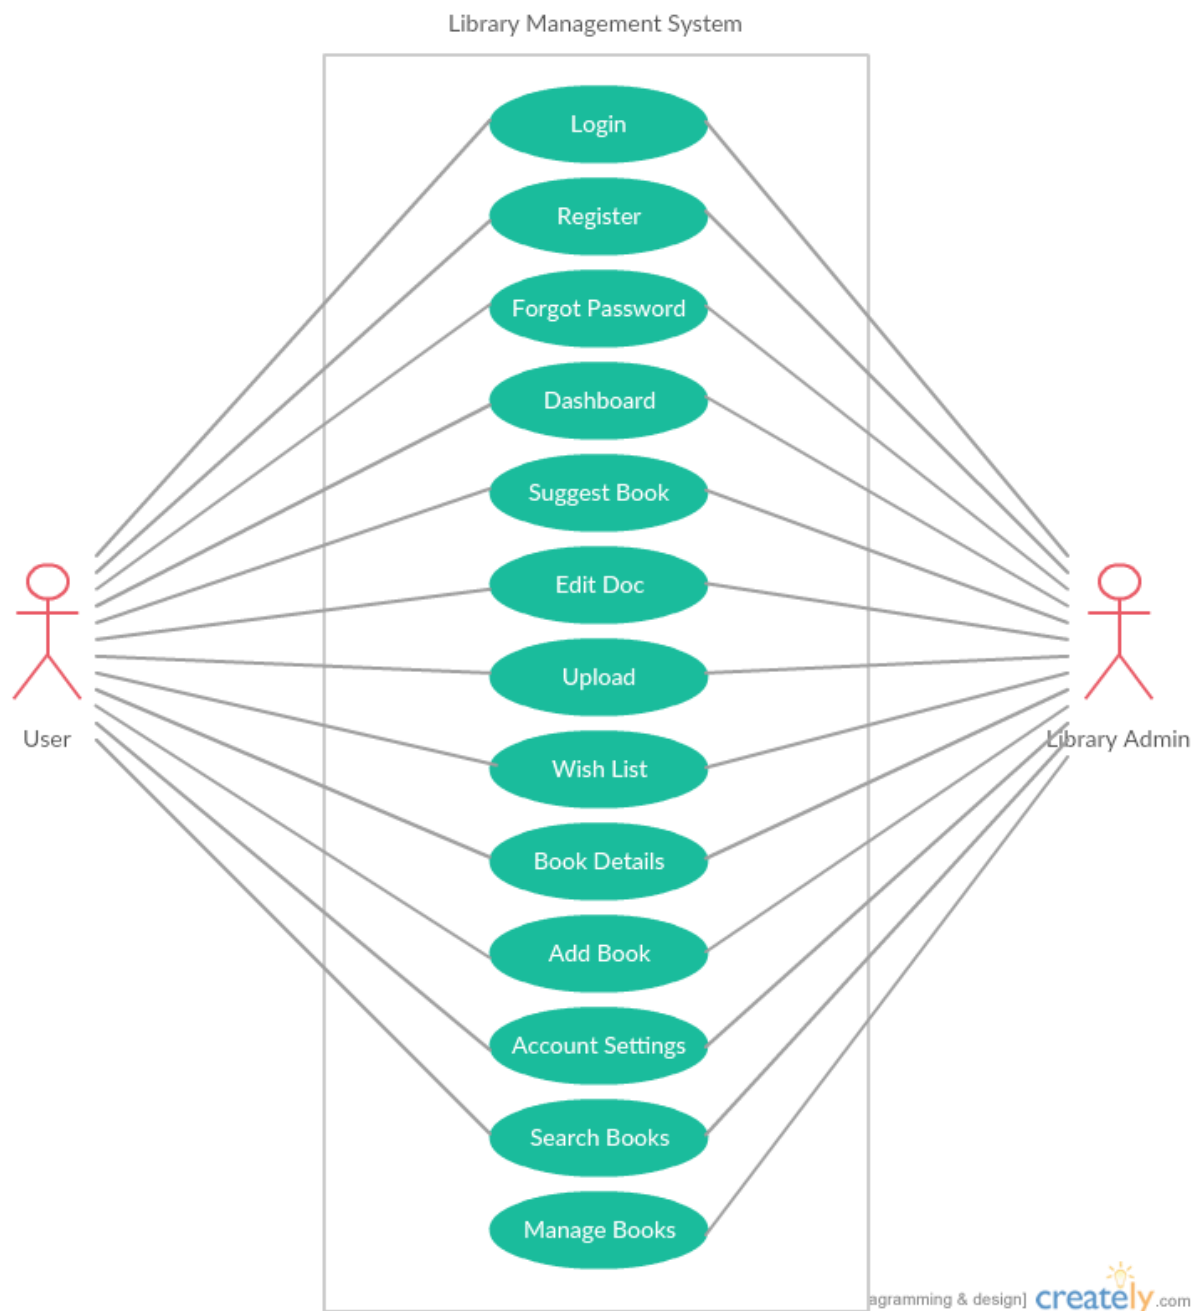 Library Management System
Login
Register
Forgot Password
Dashboard
Suggest Book
Edit Doc
Upload
Wish List
User
Library Admin
Book Details
Add Book
Account Settings
Search Books
Manage Books
& design] creately.com